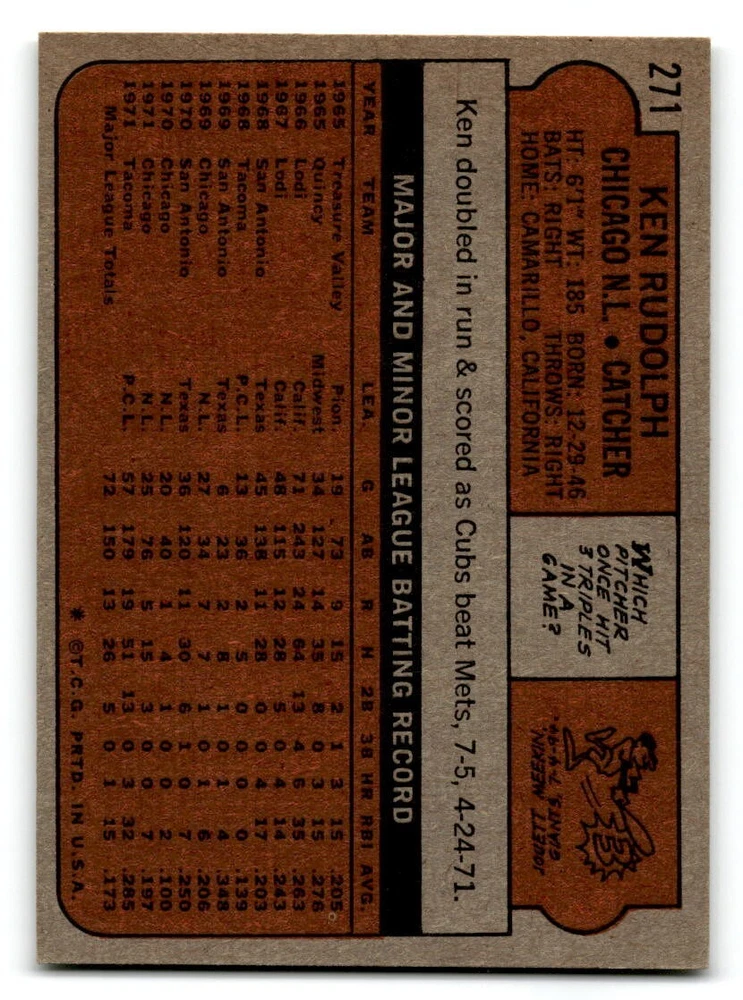 271
KEN RUDOLPH
CHICAGO N.L. • CATCHER
HT: 6'1" WT: 185 BORN: 12-29-46
BATS: RIGHT THROWS: RIGHT
HOME: CAMARILLO, CALIFORNIA
WHICH
PITCHER
ONCE HIT
3 TRIPLES
IN A
GAME?
JOUETT MEEKIN,
GIANTS, 7-4-94.
Ken doubled in run & scored as Cubs beat Mets, 7-5, 4-24-71.
MAJOR AND MINOR LEAGUE BATTING RECORD
YEAR TEAM LEA. G AB R H 2B 3B HR RBI AVG.
1965 Treasure Valley Pion. 19 73 9 15 2 1 3 15 .205
1965 Quincy Midwest 34 127 14 35 8 0 3 15 .276
1966 Lodi Calif. 71 243 24 64 13 4 6 35 .263
1967 Lodi Calif. 48 115 12 28 5 0 4 14 .243
1968 San Antonio Texas 45 138 11 28 0 4 17 .203
1968 Tacoma P.C.L. 13 36 2 5 0 0 0 0 .139
1969 San Antonio Texas 6 23 2 8 1 0 1 4 .348
1969 Chicago N.L. 27 34 7 7 1 0 1 6 .206
1970 San Antonio Texas 36 120 11 30 6 1 0 7 .250
1970 Chicago N.L. 20 40 1 4 1 0 0 2 .100
1971 Chicago N.L. 25 76 5 15 3 0 0 7 .197
1971 Tacoma P.C.L. 57 179 19 51 13 0 3 32 .285
Major League Totals 72 150 13 26 5 0 1 15 .173
* ©T.C.G. PRTD. IN U.S.A.